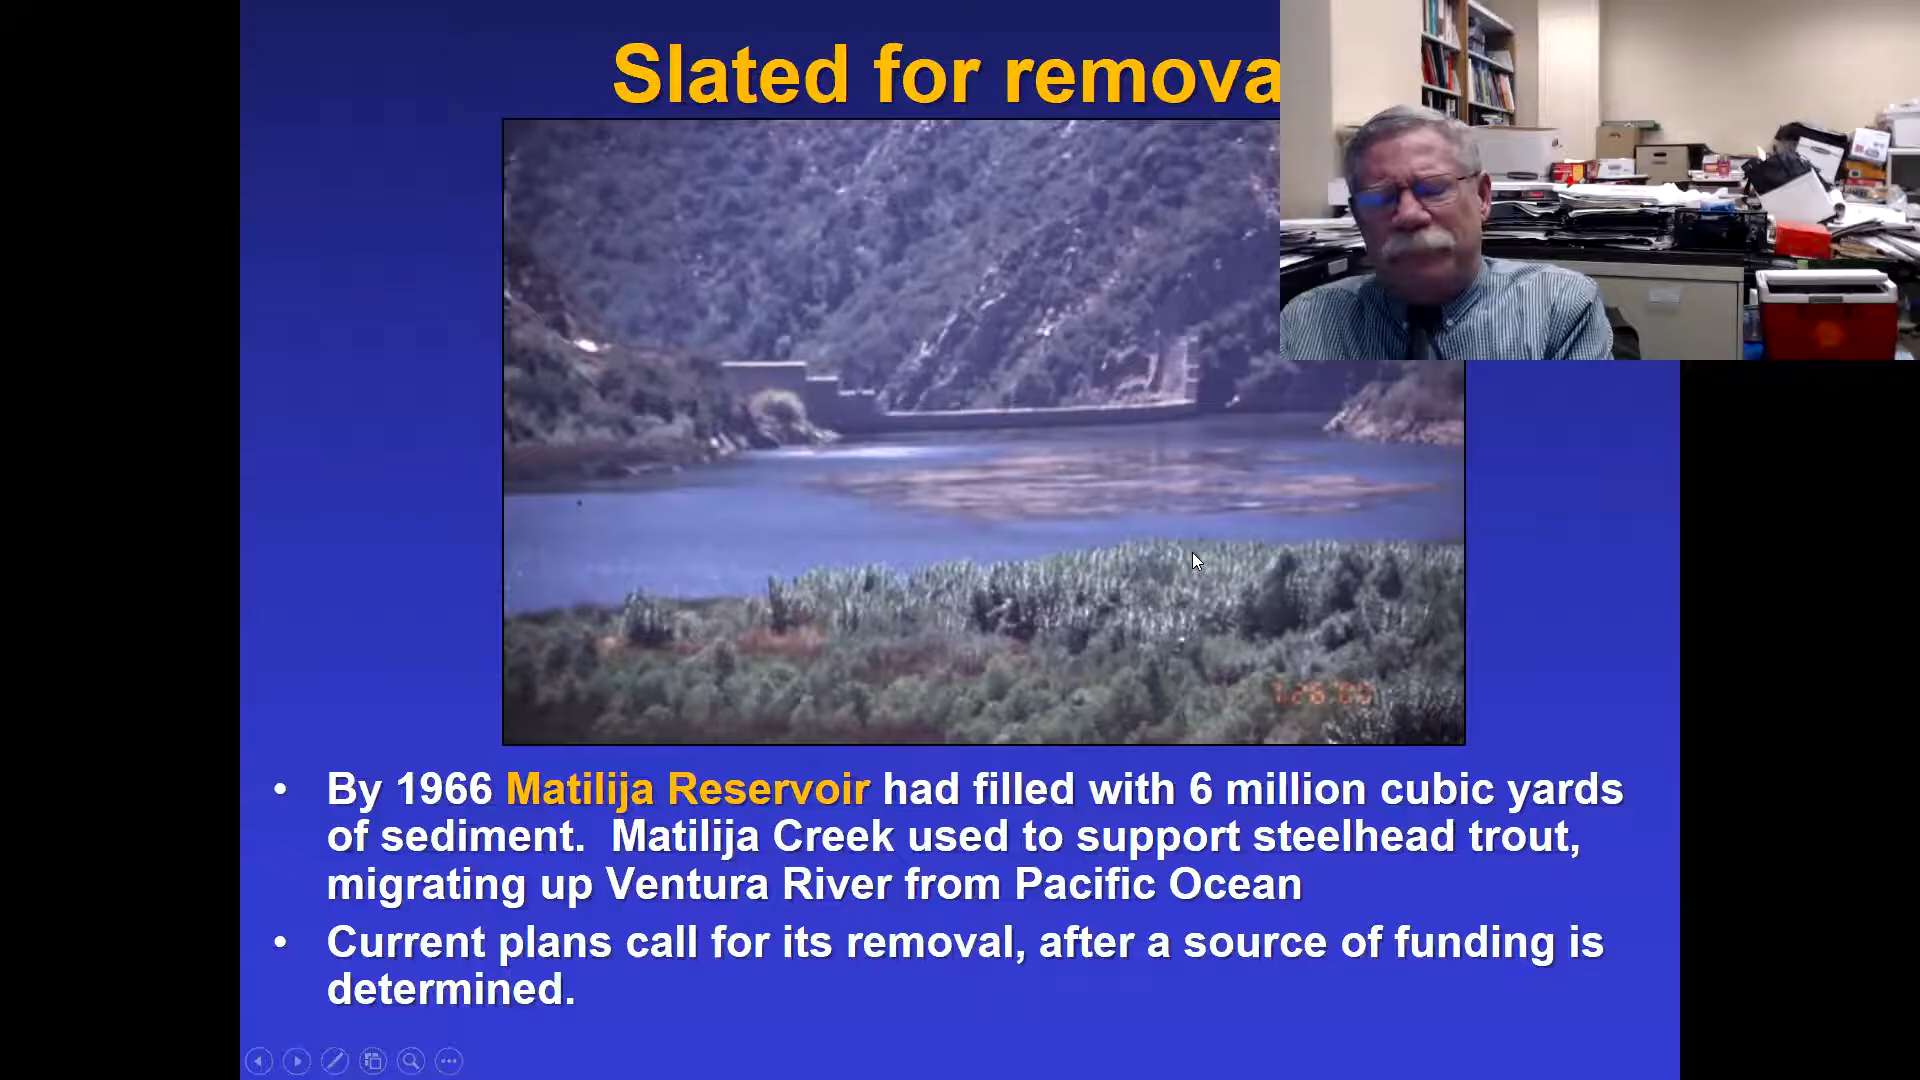 Slated for remova
• By 1966 Matilija Reservoir had filled with 6 million cubic yards
of sediment.  Matilija Creek used to support steelhead trout,
migrating up Ventura River from Pacific Ocean
• Current plans call for its removal, after a source of funding is
determined.